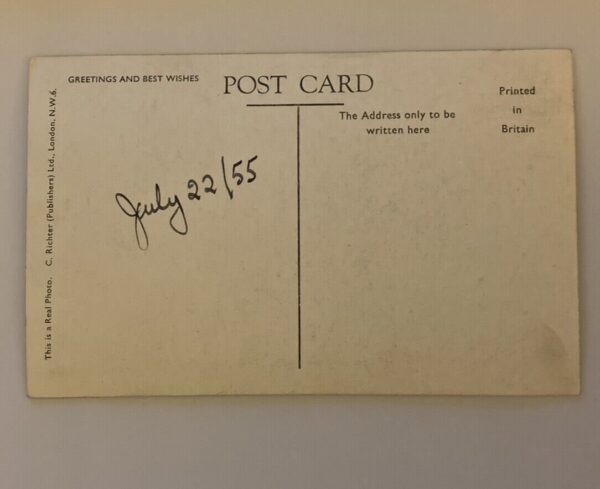 GREETINGS AND BEST WISHES
POST CARD
The Address only to be
written here
Printed
in
Britain
July 22/55
This is a Real Photo. C. Richter (Publishers) Ltd., London, N.W.6.